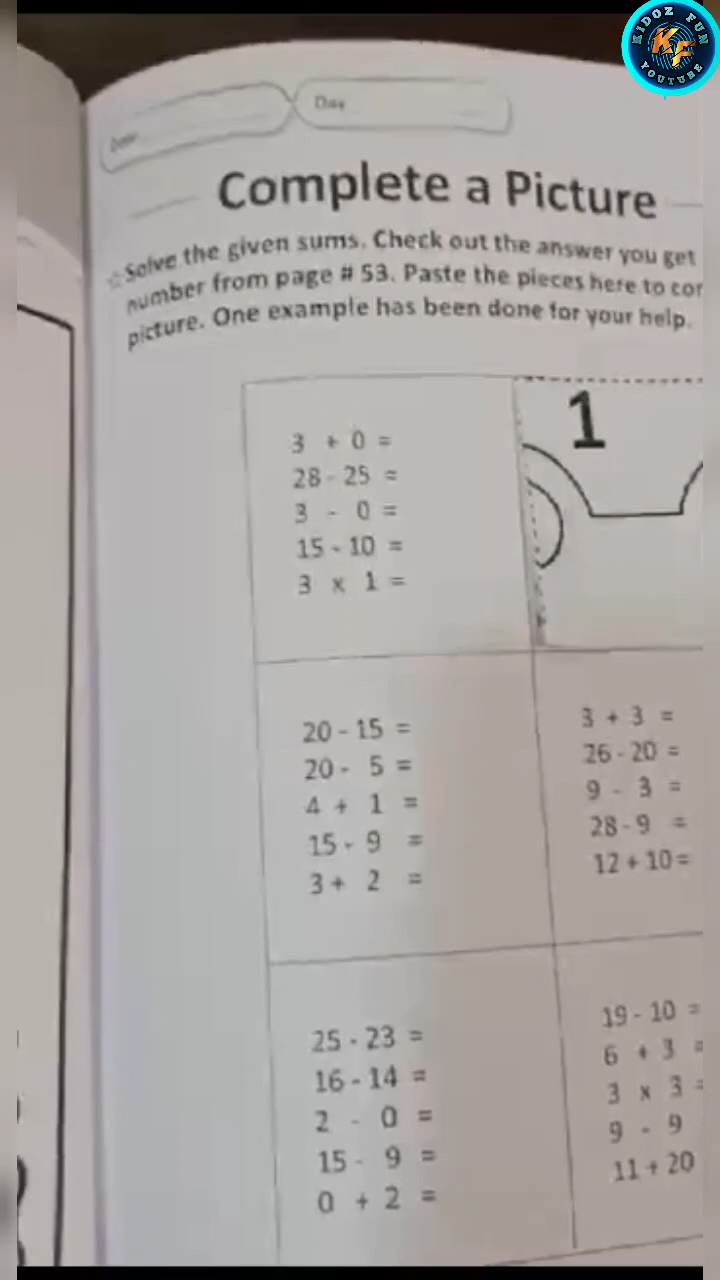 KIDOZ FUN
KF
YOUTUBE
Day
Date
Complete a Picture
Solve the given sums. Check out the answer you get
number from page # 53. Paste the pieces here to cor
picture. One example has been done for your help.
3 + 0 =
28 - 25 =
3 - 0 =
15 - 10 =
3 x 1 =
1
20 - 15 =
20 - 5 =
4 + 1 =
15 - 9 =
3 + 2 =
3 + 3 =
26 - 20 =
9 - 3 =
28 - 9 =
12 + 10 =
25 - 23 =
16 - 14 =
2 - 0 =
15 - 9 =
0 + 2 =
19 - 10 =
6 + 3 =
3 x 3 =
9 - 9
11 + 20